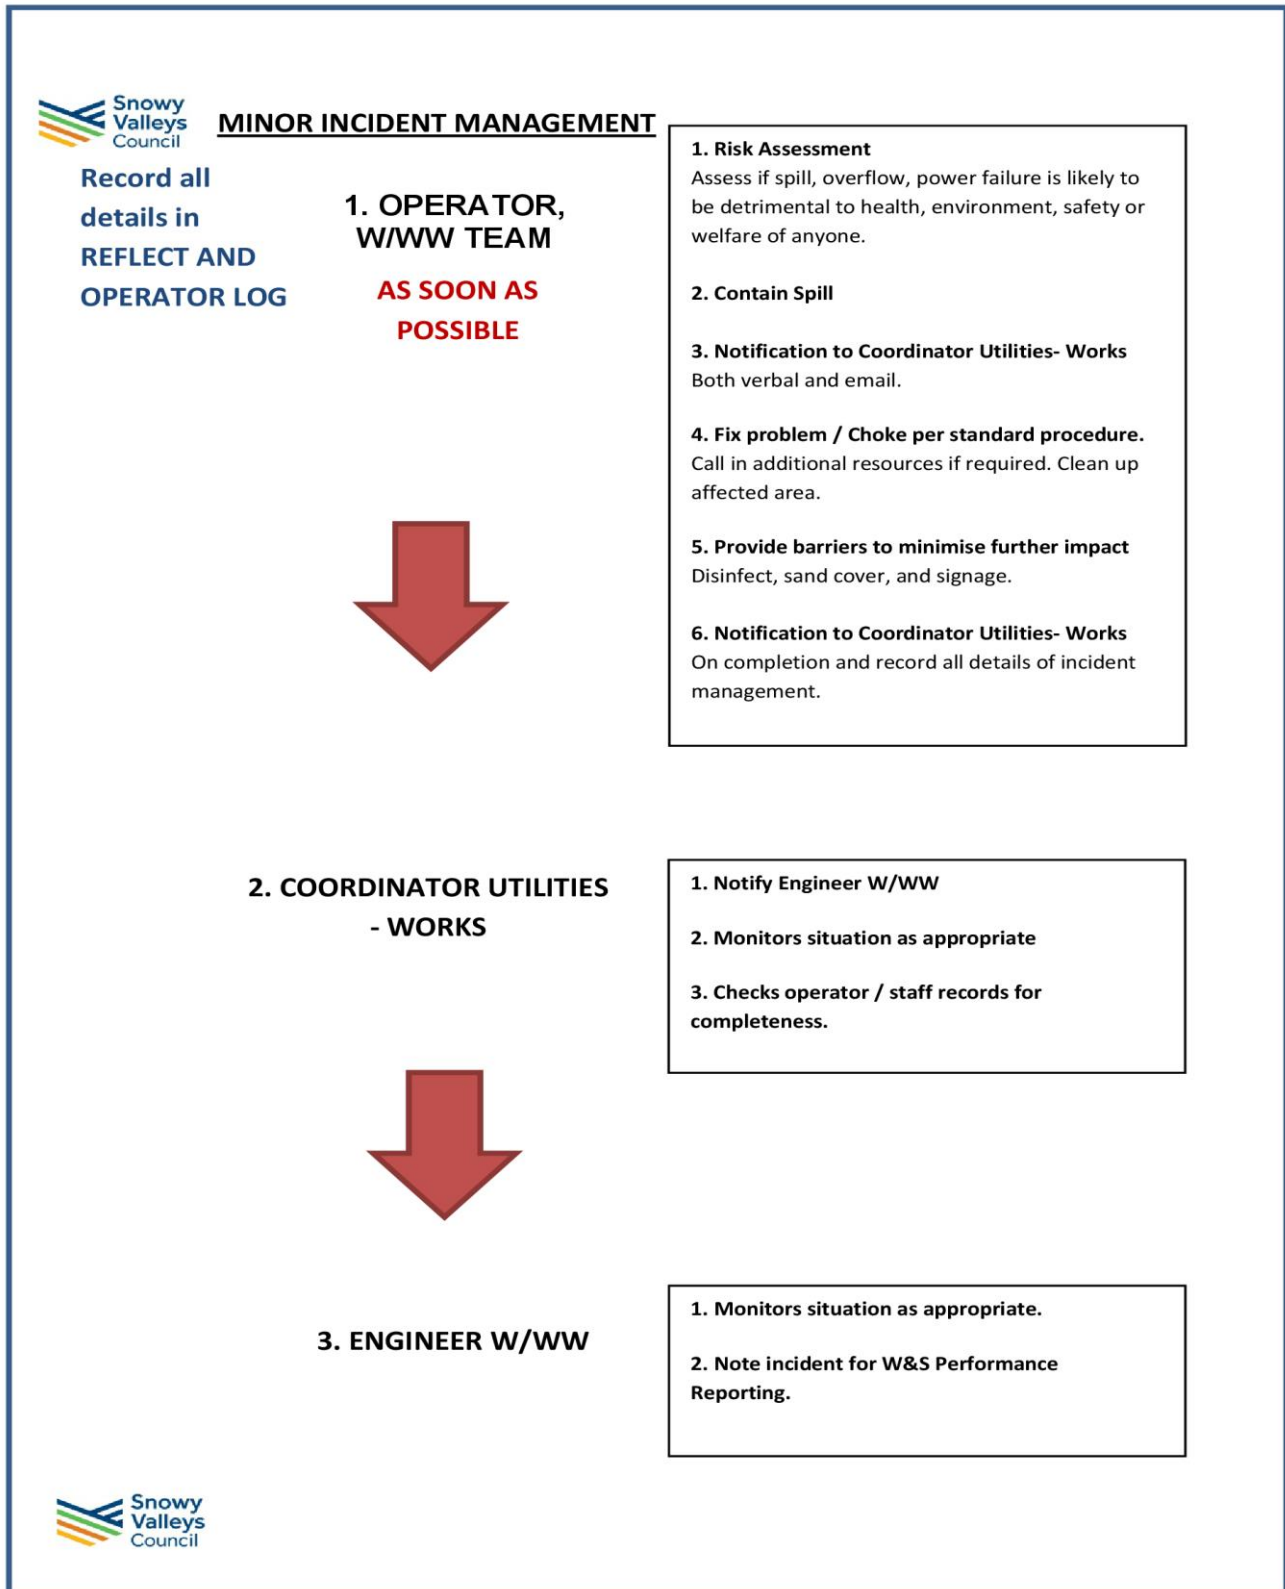 Snowy
Valleys
Council
MINOR INCIDENT MANAGEMENT
Record all
details in
REFLECT AND
OPERATOR LOG
1. OPERATOR,
W/WW TEAM
AS SOON AS
POSSIBLE
1. Risk Assessment
Assess if spill, overflow, power failure is likely to
be detrimental to health, environment, safety or
welfare of anyone.
2. Contain Spill
3. Notification to Coordinator Utilities- Works
Both verbal and email.
4. Fix problem / Choke per standard procedure.
Call in additional resources if required. Clean up
affected area.
5. Provide barriers to minimise further impact
Disinfect, sand cover, and signage.
6. Notification to Coordinator Utilities- Works
On completion and record all details of incident
management.
2. COORDINATOR UTILITIES
- WORKS
1. Notify Engineer W/WW
2. Monitors situation as appropriate
3. Checks operator / staff records for
completeness.
3. ENGINEER W/WW
1. Monitors situation as appropriate.
2. Note incident for W&S Performance
Reporting.
Snowy
Valleys
Council